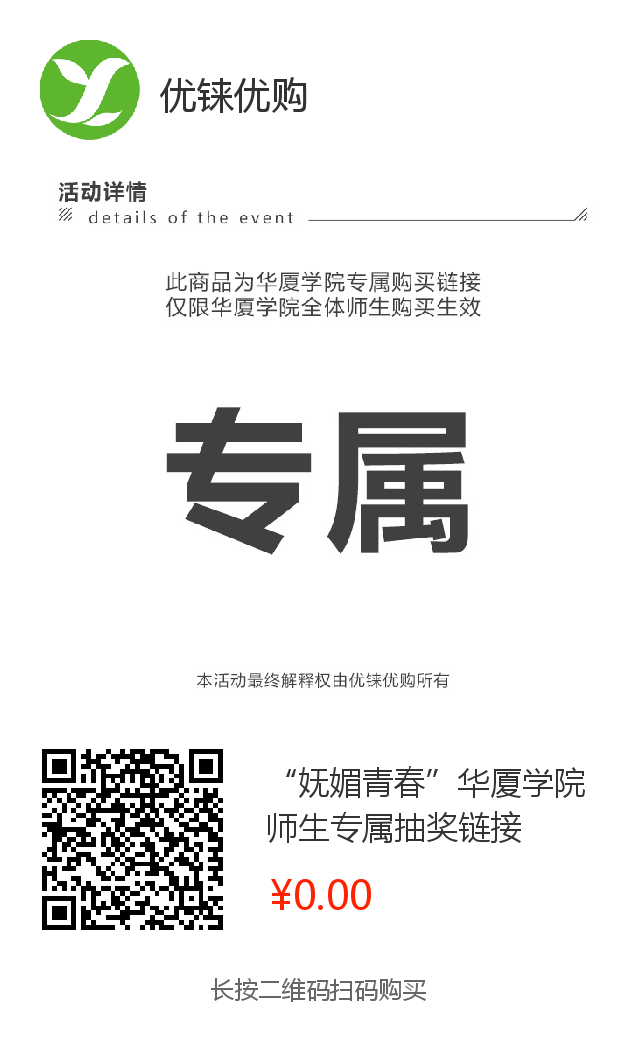 优铼优购
活动详情
details of the event
此商品为华厦学院专属购买链接
仅限华厦学院全体师生购买生效
专属
本活动最终解释权由优铼优购所有
“妩媚青春”华厦学院
师生专属抽奖链接
¥0.00
长按二维码扫码购买